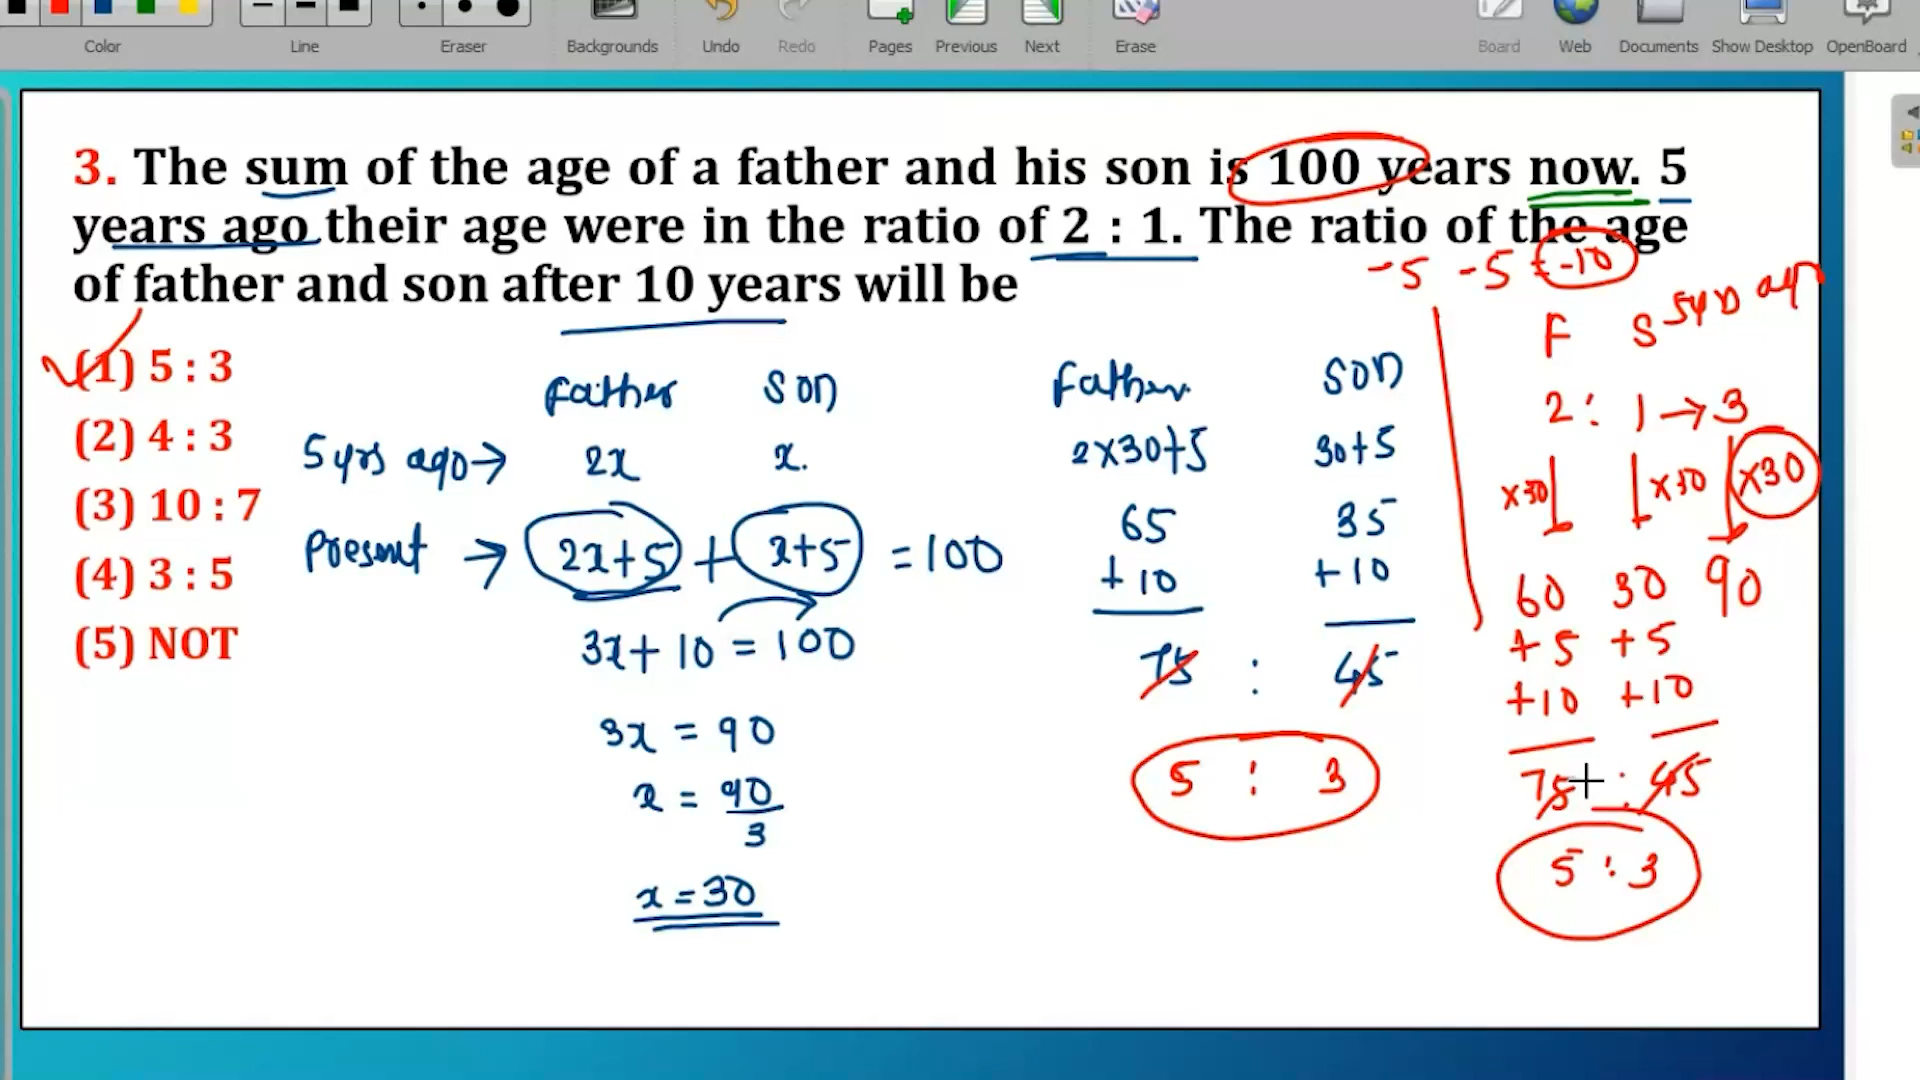 Color Line Eraser Backgrounds Undo Redo Pages Previous Next Erase Board Web Documents Show Desktop OpenBoard
3. The sum of the age of a father and his son is 100 years now. 5
years ago their age were in the ratio of 2 : 1. The ratio of the age
of father and son after 10 years will be
(1) 5 : 3
(2) 4 : 3
(3) 10 : 7
(4) 3 : 5
(5) NOT
Father Son
5 yrs ago → 2x x.
Present → 2x+5 + x+5 = 100
3x + 10 = 100
3x = 90
x = 90
3
x = 30
Father Son
2×30+5 30+5
65 35
+10 +10
75 : 45
5 : 3
-5 -5 = -10
F S 5yrs ago
2 : 1 → 3
×30 ×30 ×30
60 30 90
+5 +5
+10 +10
75 : 45
5 : 3